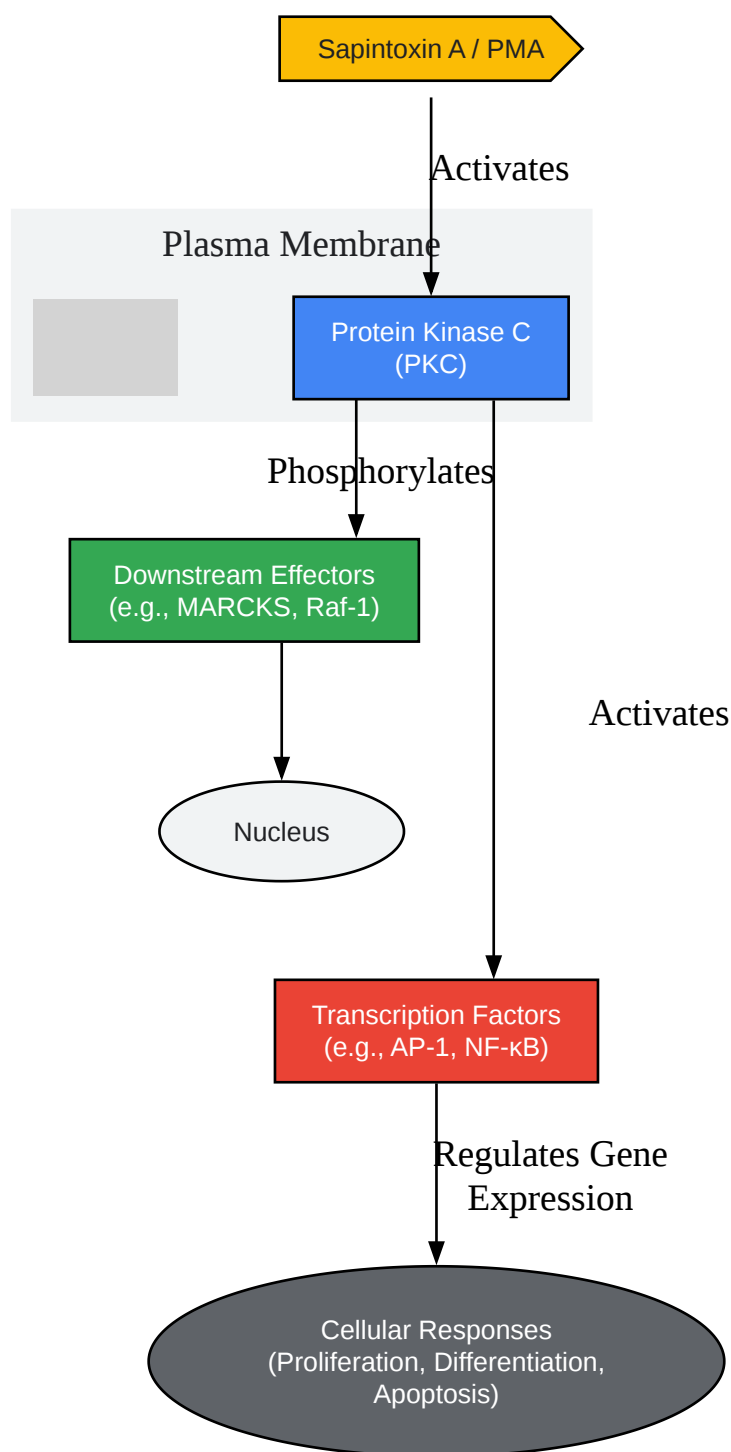 Sapintoxin A / PMA
Activates
Plasma Membrane
Protein Kinase C
(PKC)
Phosphorylates
Downstream Effectors
(e.g., MARCKS, Raf-1)
Activates
Nucleus
Transcription Factors
(e.g., AP-1, NF-κB)
Regulates Gene
Expression
Cellular Responses
(Proliferation, Differentiation,
Apoptosis)